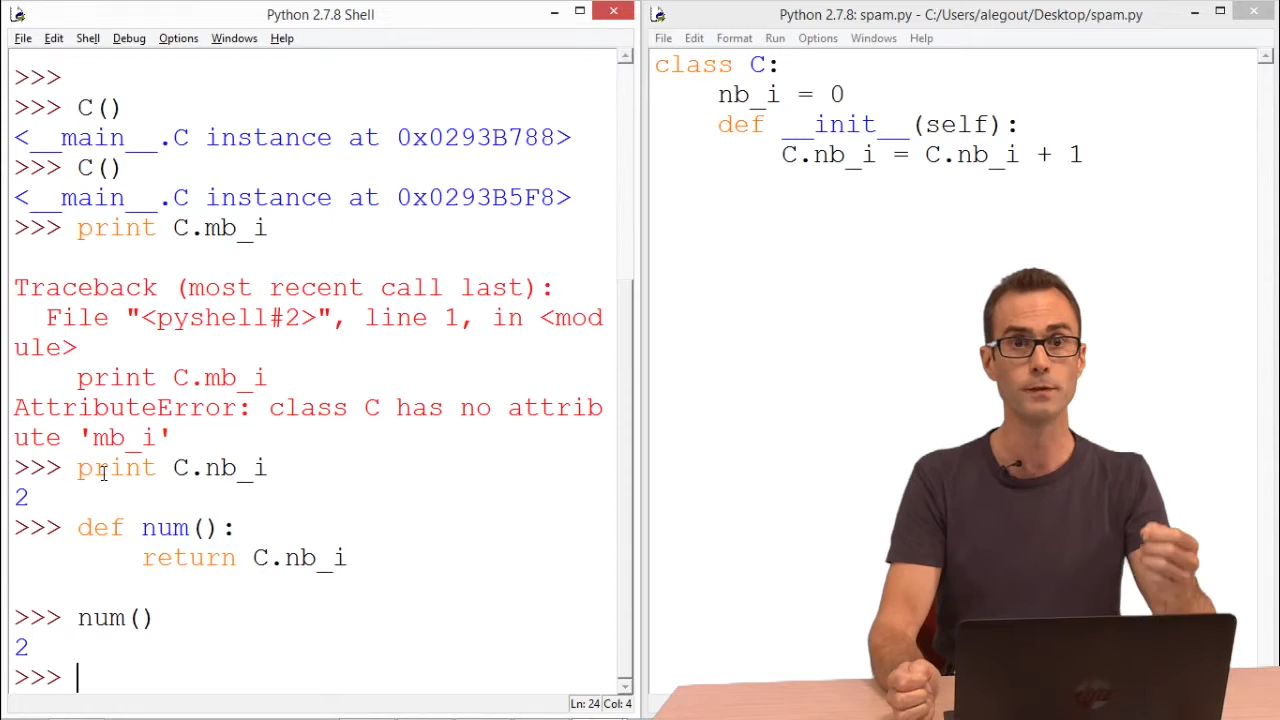 Python 2.7.8 Shell
File Edit Shell Debug Options Windows Help
>>>
>>> C()
<__main__.C instance at 0x0293B788>
>>> C()
<__main__.C instance at 0x0293B5F8>
>>> print C.mb_i
Traceback (most recent call last):
File "<pyshell#2>", line 1, in <mod
ule>
print C.mb_i
AttributeError: class C has no attrib
ute 'mb_i'
>>> print C.nb_i
2
>>> def num():
return C.nb_i
>>> num()
2
>>>
Ln: 24 Col: 4
Python 2.7.8: spam.py - C:/Users/alegout/Desktop/spam.py
File Edit Format Run Options Windows Help
class C:
nb_i = 0
def __init__(self):
C.nb_i = C.nb_i + 1